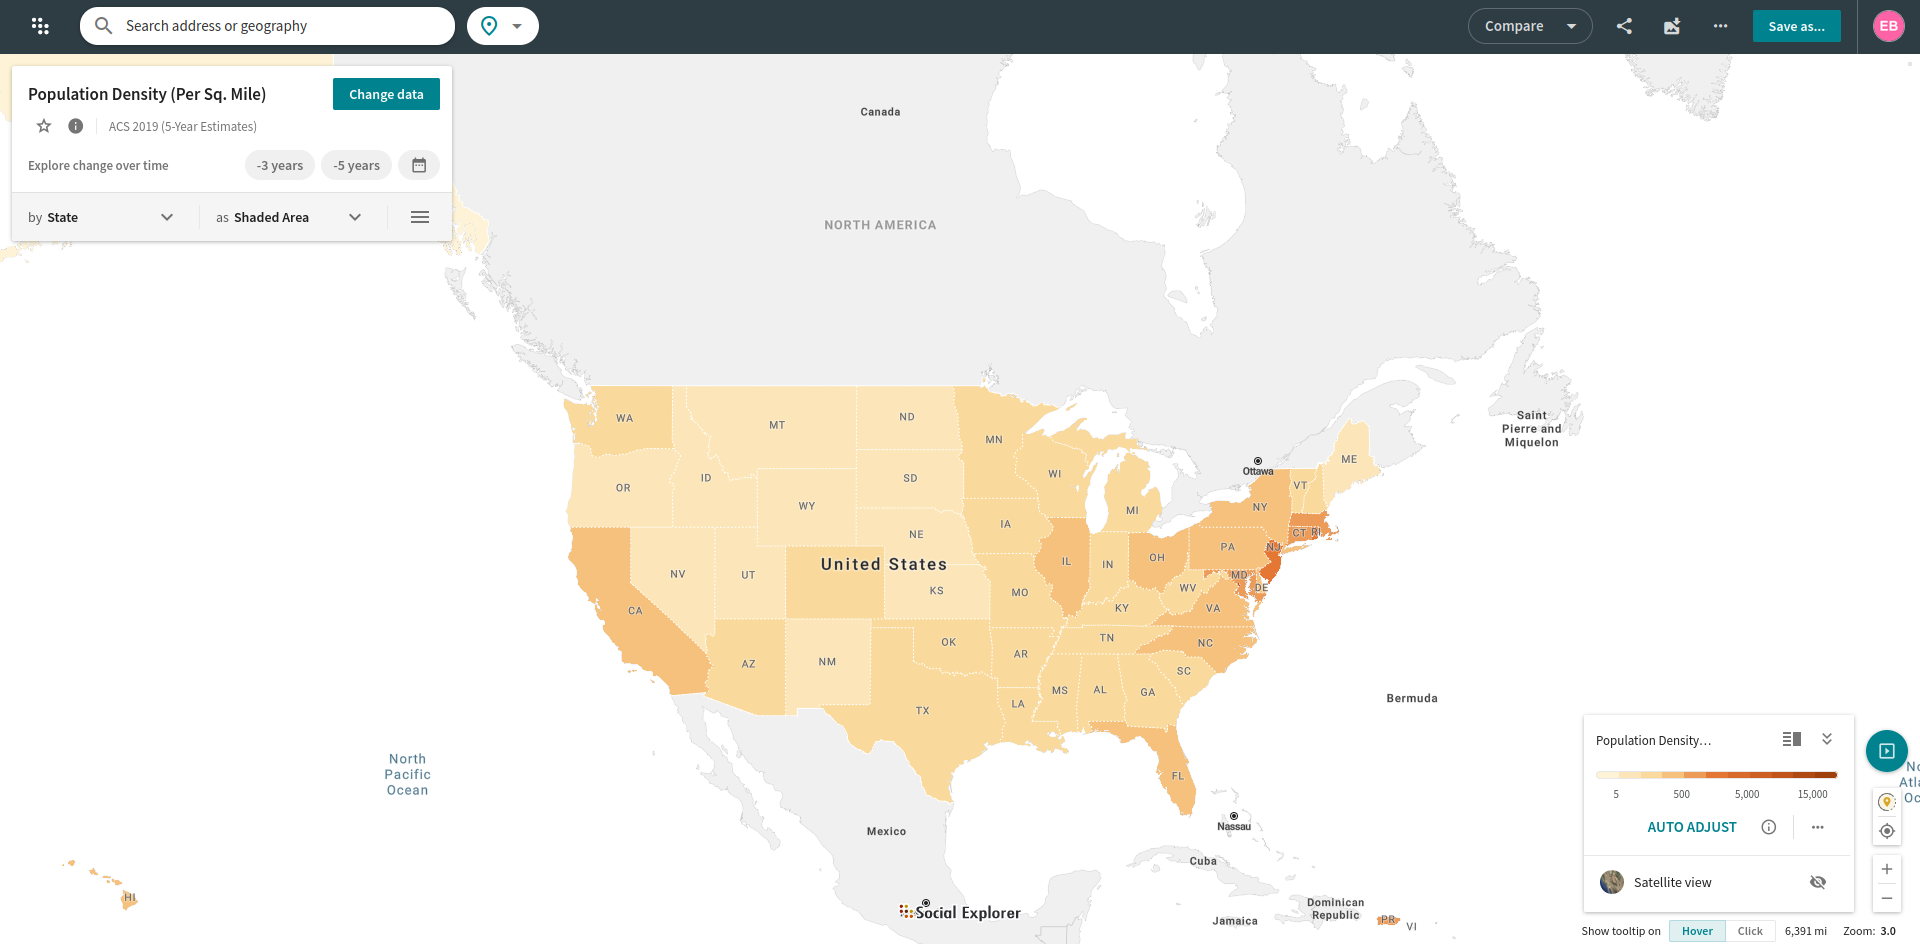 Search address or geography
Compare
Save as...
EB
Population Density (Per Sq. Mile)
Change data
ACS 2019 (5-Year Estimates)
Explore change over time
-3 years
-5 years
by State
as Shaded Area
Canada
NORTH AMERICA
Saint
Pierre and
Miquelon
Ottawa
WA
MT
ND
MN
ME
OR
ID
SD
WI
VT
WY
MI
NY
NE
IA
CT RI
PA
NJ
United States
IL
IN
OH
NV
UT
KS
MO
MD
DE
WV
CA
KY
VA
OK
TN
NC
AZ
NM
AR
SC
MS
AL
GA
LA
TX
Bermuda
FL
North
Pacific
Ocean
Mexico
Nassau
Cuba
HI
Social Explorer
Jamaica
Dominican
Republic
PR
VI
Population Density...
5
500
5,000
15,000
AUTO ADJUST
Satellite view
Show tooltip on
Hover
Click
6,391 mi
Zoom: 3.0